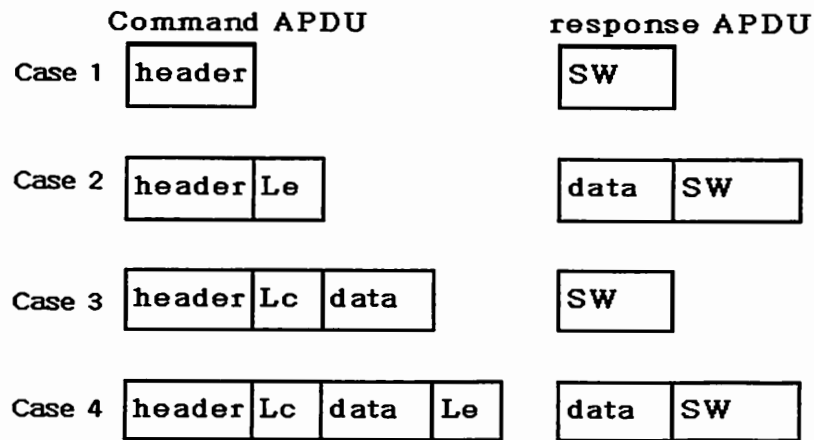 Command APDU response APDU
Case 1 header SW
Case 2 header Le data SW
Case 3 header Lc data SW
Case 4 header Lc data Le data SW